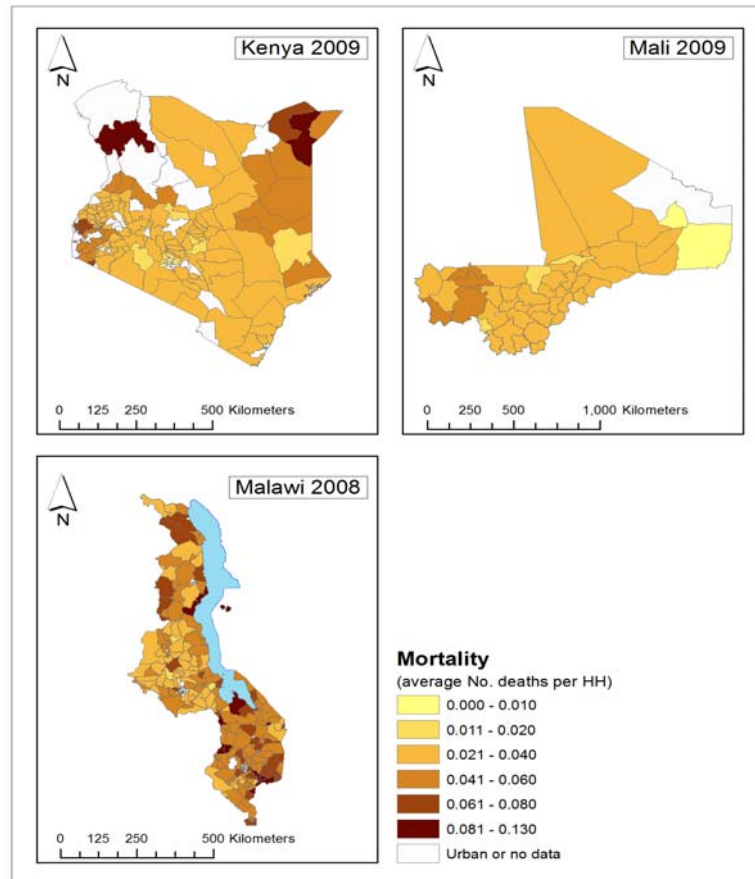 Kenya 2009
N
0 125 250 500 Kilometers
Mali 2009
N
0 250 500 1,000 Kilometers
Malawi 2008
N
0 125 250 500 Kilometers
Mortality
(average No. deaths per HH)
0.000 - 0.010
0.011 - 0.020
0.021 - 0.040
0.041 - 0.060
0.061 - 0.080
0.081 - 0.130
Urban or no data